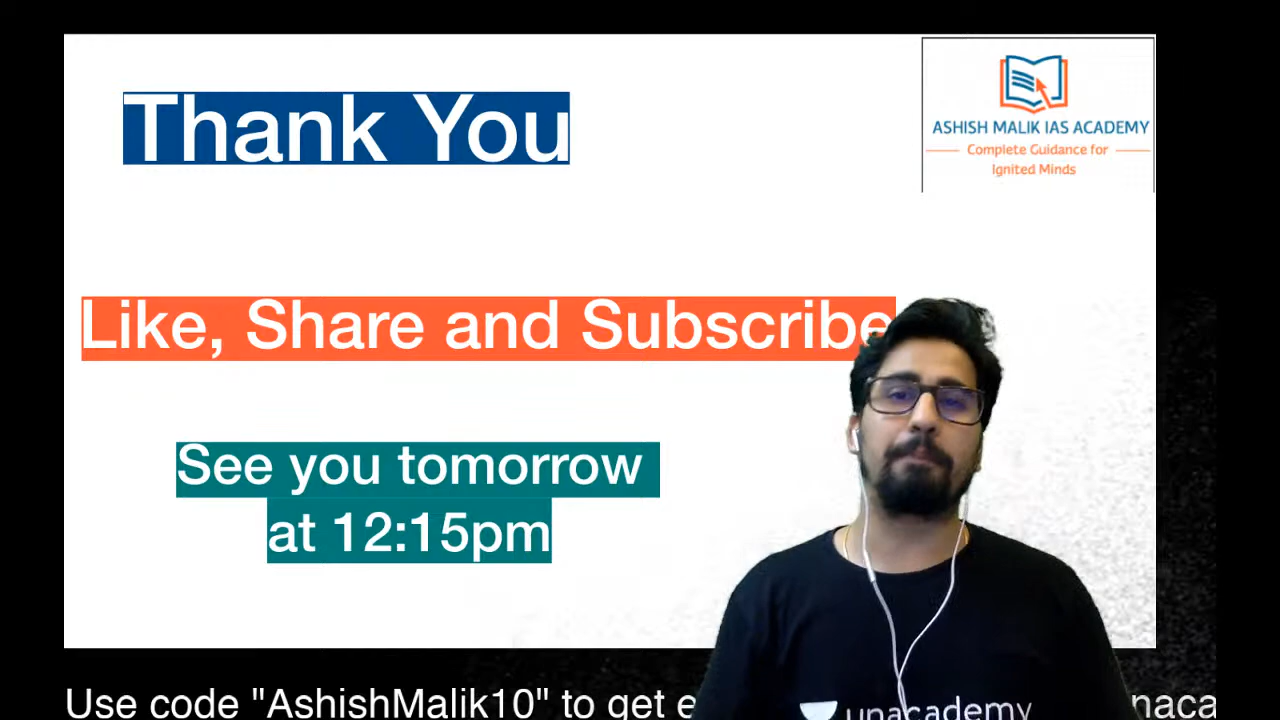 Thank You
ASHISH MALIK IAS ACADEMY
Complete Guidance for
Ignited Minds
Like, Share and Subscribe
See you tomorrow
at 12:15pm
Use code "AshishMalik10" to get
unacademy